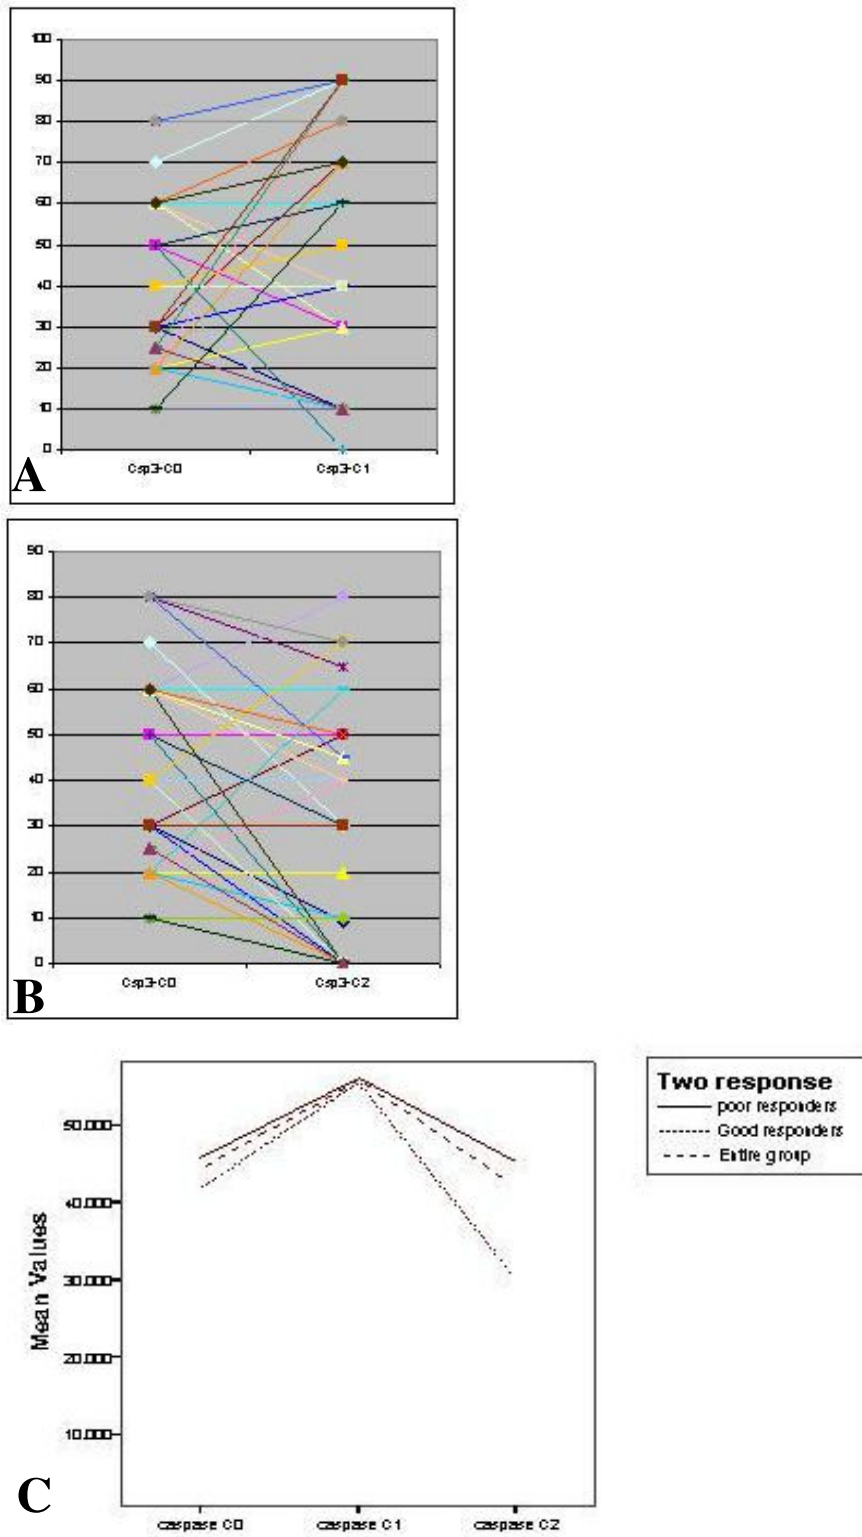 100
90
80
70
60
50
40
30
20
10
0
Csp3-C0 Csp3-C1
A
90
80
70
60
50
40
30
20
10
0
Csp3-C0 Csp3-C2
B
Two response
poor responders
Good responders
Entire group
50.000
40.000
30.000
20.000
10.000
Mean Values
caspase C0 caspase C1 caspase C2
C